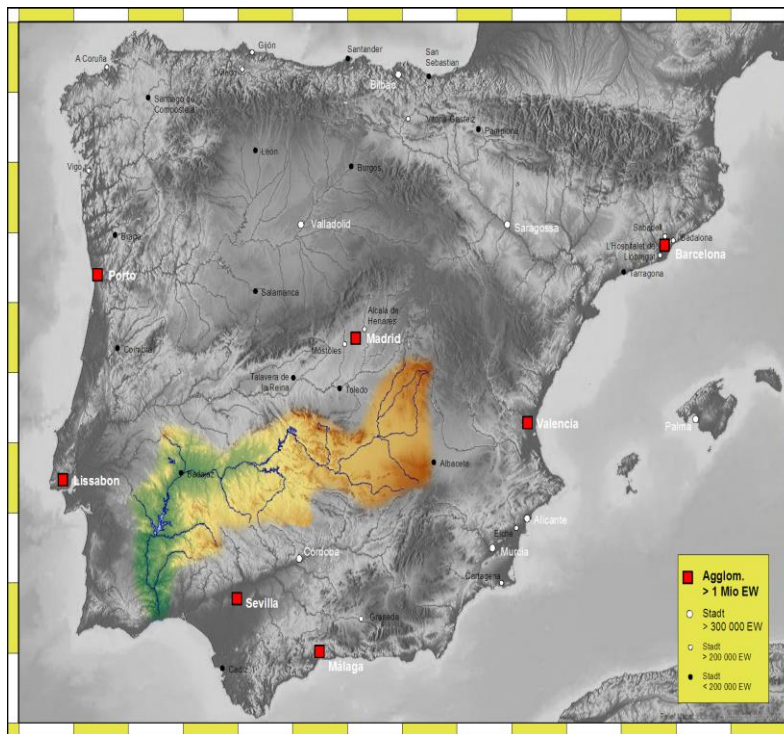 Gijón
A Coruña
Santander
San
Sebastian
Oviedo
Bilbao
Santiago de
Compostela
Vitoria-Gasteiz
Pamplona
León
Vigo
Burgos
Valladolid
Saragossa
Braga
Sabadell
Badalona
L'Hospitalet de
Llobregat
Barcelona
Porto
Tarragona
Salamanca
Alcala de
Henares
Madrid
Móstoles
Coimbra
Talavera de
la Reina
Toledo
Valencia
Palma
Albacete
Badajoz
Lissabon
Alicante
Elche
Murcia
Córdoba
Cartagena
Sevilla
Granada
Málaga
Cadiz
Agglom.
> 1 Mio EW
Stadt
> 300 000 EW
Stadt
> 200 000 EW
Stadt
< 200 000 EW